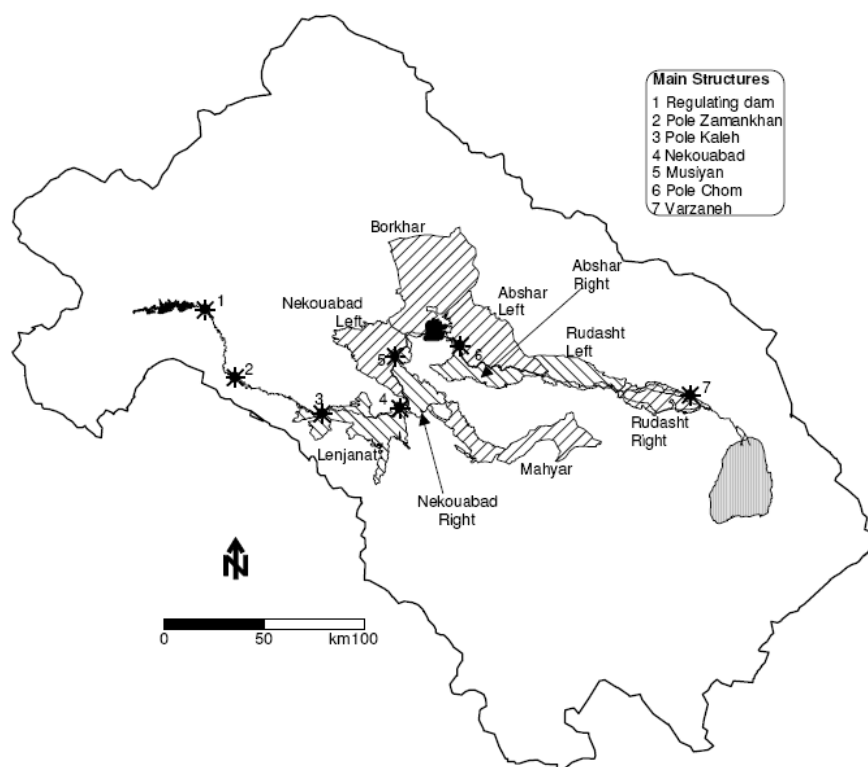 Main Structures
1 Regulating dam
2 Pole Zamankhan
3 Pole Kaleh
4 Nekouabad
5 Musiyan
6 Pole Chom
7 Varzaneh
Borkhar
Abshar
Right
Nekouabad
Left
Abshar
Left
Rudasht
Left
1
2
3
4
5
6
7
Lenjanat
Rudasht
Right
Mahyar
Nekouabad
Right
N
0 50 km100